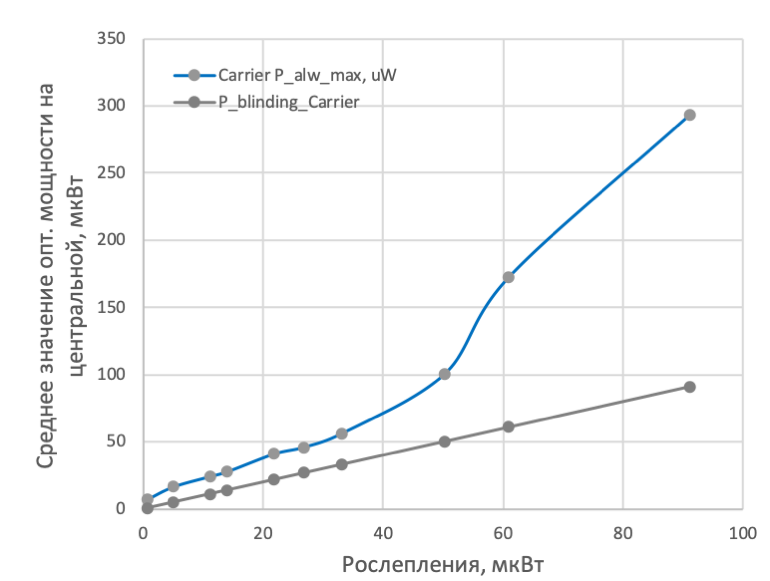 Среднее значение опт. мощности на
центральной, мкВт
350
300
250
200
150
100
50
0
Carrier P_alw_max, uW
P_blinding_Carrier
0 20 40 60 80 100
Pослепления, мкВт